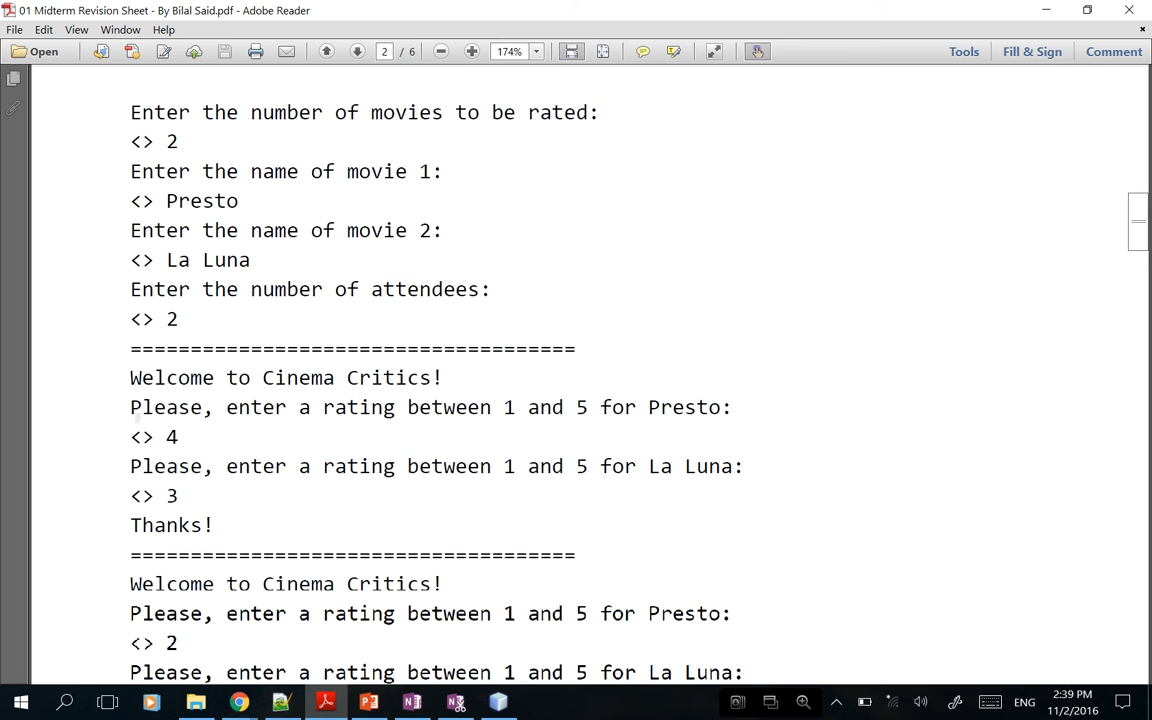 01 Midterm Revision Sheet - By Bilal Said.pdf - Adobe Reader
File Edit View Window Help
Open 2 / 6 174% Tools Fill & Sign Comment
Enter the number of movies to be rated:
<> 2
Enter the name of movie 1:
<> Presto
Enter the name of movie 2:
<> La Luna
Enter the number of attendees:
<> 2
=====================================
Welcome to Cinema Critics!
Please, enter a rating between 1 and 5 for Presto:
<> 4
Please, enter a rating between 1 and 5 for La Luna:
<> 3
Thanks!
=====================================
Welcome to Cinema Critics!
Please, enter a rating between 1 and 5 for Presto:
<> 2
Please, enter a rating between 1 and 5 for La Luna:
ENG
2:39 PM
11/2/2016